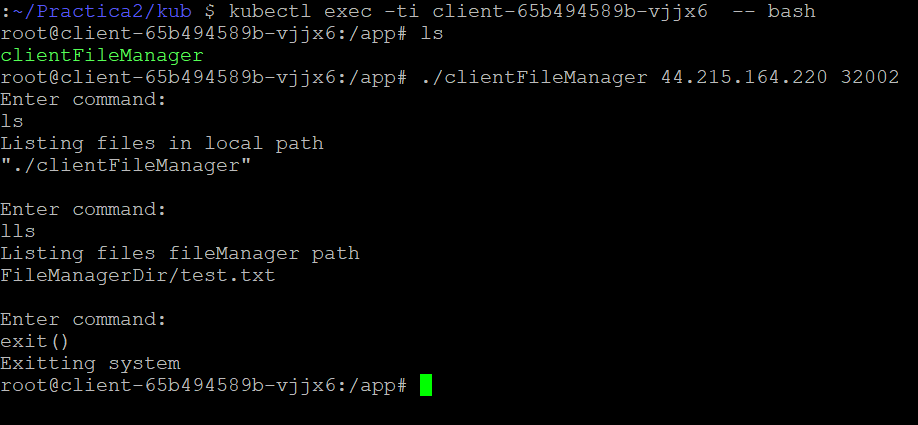 :~/Practica2/kub $ kubectl exec -ti client-65b494589b-vjjx6  -- bash
root@client-65b494589b-vjjx6:/app# ls
clientFileManager
root@client-65b494589b-vjjx6:/app# ./clientFileManager 44.215.164.220 32002
Enter command:
ls
Listing files in local path
"./clientFileManager"
Enter command:
lls
Listing files fileManager path
FileManagerDir/test.txt
Enter command:
exit()
Exitting system
root@client-65b494589b-vjjx6:/app#